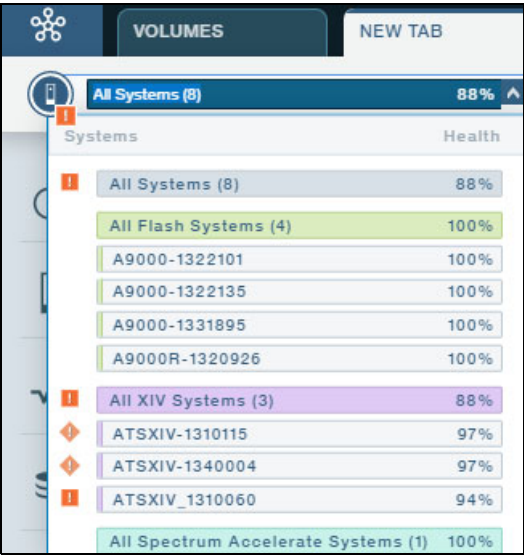 VOLUMES NEW TAB
All Systems (8) 88%
Systems Health
All Systems (8) 88%
All Flash Systems (4) 100%
A9000-1322101 100%
A9000-1322135 100%
A9000-1331895 100%
A9000R-1320926 100%
All XIV Systems (3) 88%
ATSXIV-1310115 97%
ATSXIV-1340004 97%
ATSXIV_1310060 94%
All Spectrum Accelerate Systems (1) 100%